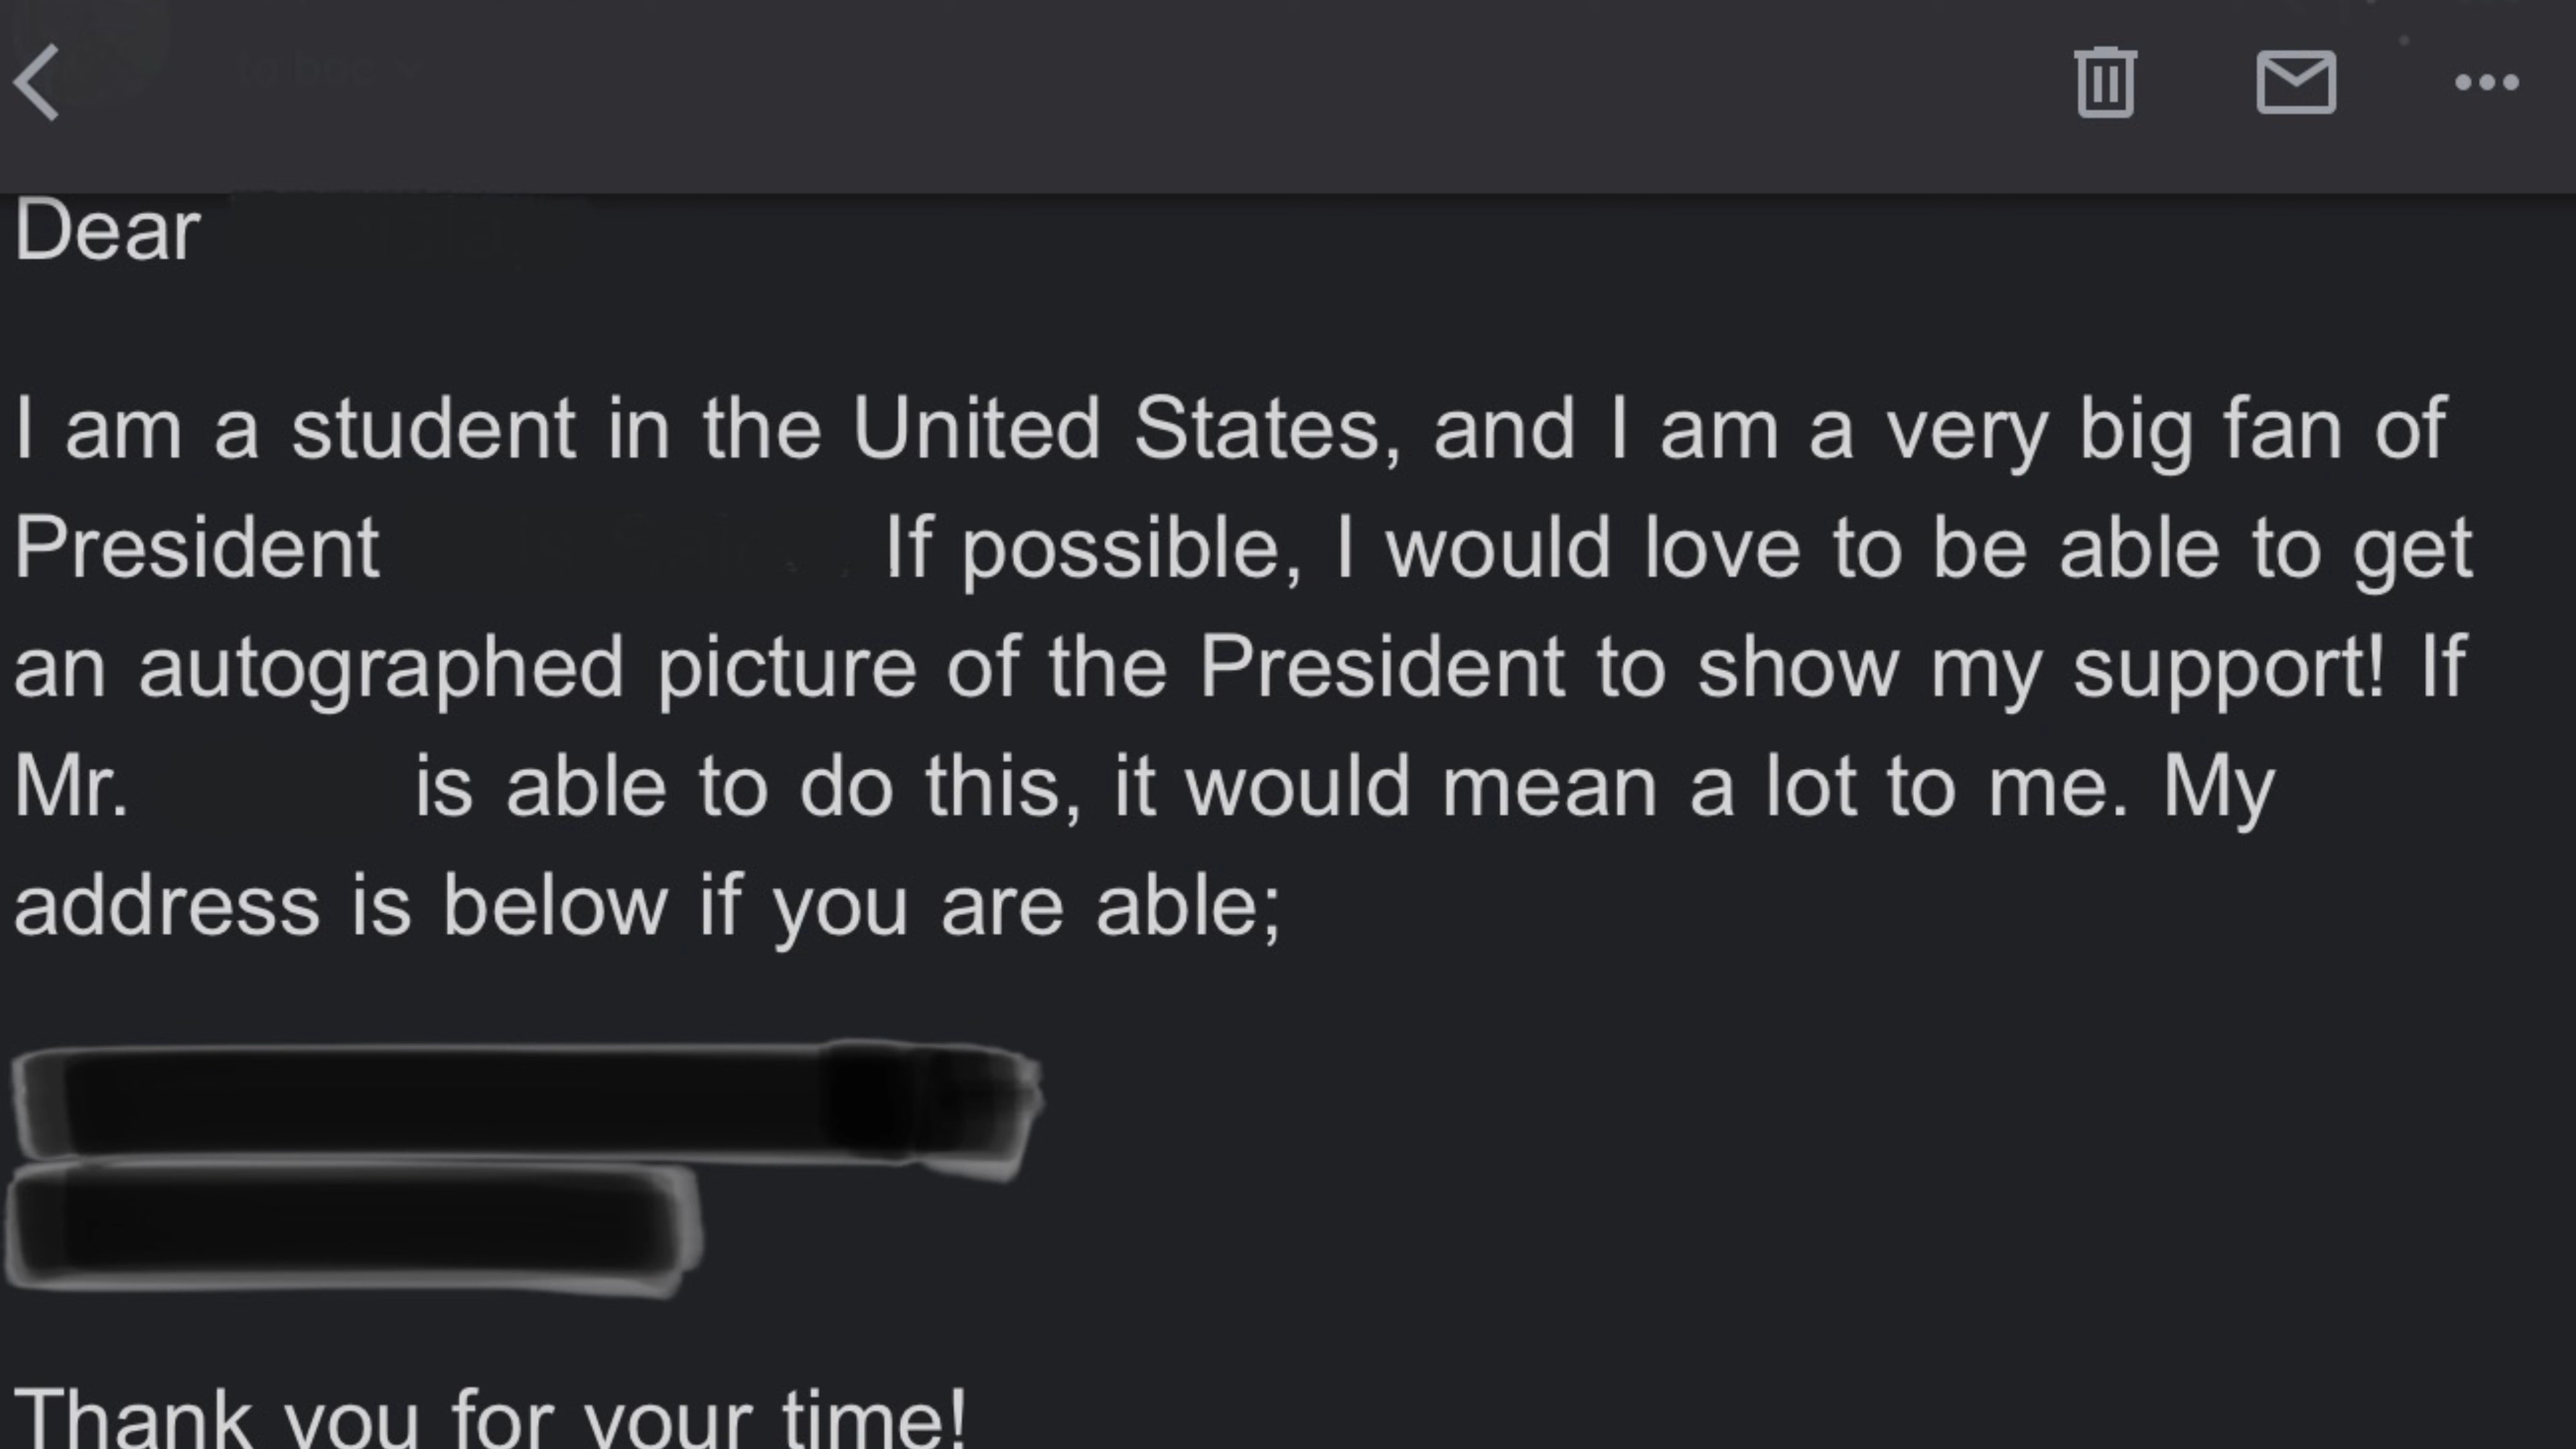 Dear
I am a student in the United States, and I am a very big fan of
President If possible, I would love to be able to get
an autographed picture of the President to show my support! If
Mr. is able to do this, it would mean a lot to me. My
address is below if you are able;
Thank you for your time!